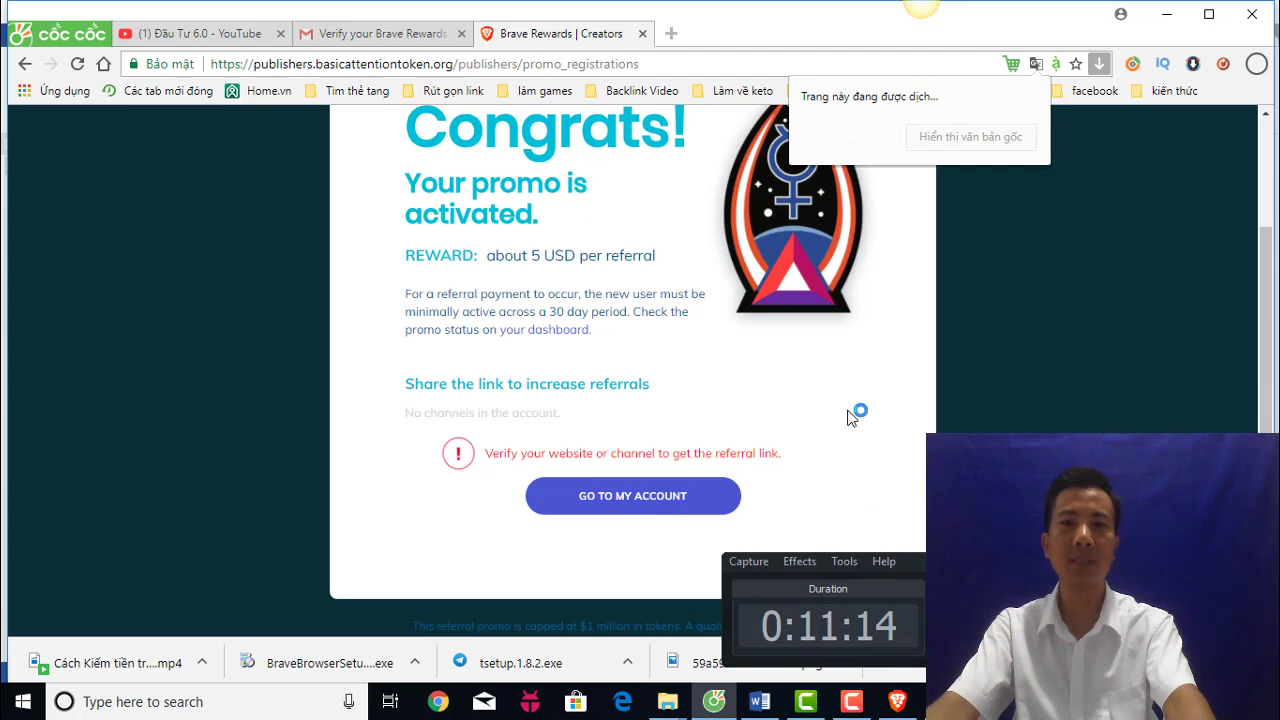 cốc cốc
(1) Đầu Tư 6.0 - YouTube
Verify your Brave Rewards
Brave Rewards | Creators
Bảo mật
https://publishers.basicattentiontoken.org/publishers/promo_registrations
Ứng dụng
Các tab mới đóng
Home.vn
Tìm thẻ tang
Rút gọn link
làm games
Backlink Video
Làm về keto
facebook
kiến thức
Trang này đang được dịch...
Hiển thị văn bản gốc
Congrats!
Your promo is
activated.
REWARD: about 5 USD per referral
For a referral payment to occur, the new user must be
minimally active across a 30 day period. Check the
promo status on your dashboard.
Share the link to increase referrals
No channels in the account.
! Verify your website or channel to get the referral link.
GO TO MY ACCOUNT
This referral promo is capped at $1 million in tokens. A quali
Capture
Effects
Tools
Help
Duration
0:11:14
Cách Kiếm tiền tr....mp4
BraveBrowserSetu....exe
tsetup.1.8.2.exe
59a59
Type here to search